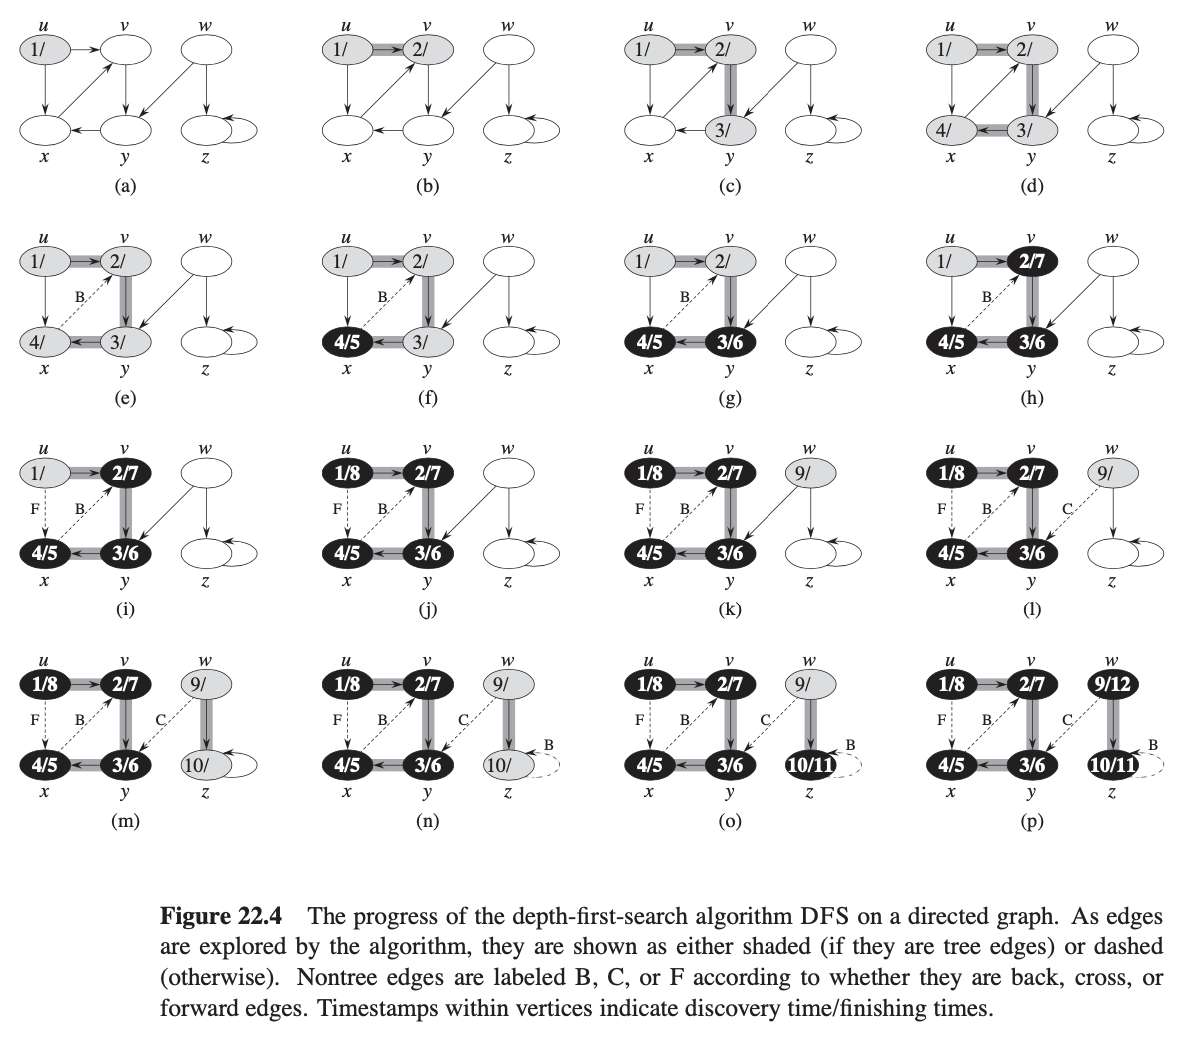 u v w u v w u v w u v w
1/ 1/ 2/ 1/ 2/ 1/ 2/
3/ 4/ 3/
x y z x y z x y z x y z
(a) (b) (c) (d)
u v w u v w u v w u v w
1/ 2/ 1/ 2/ 1/ 2/ 1/ 2/7
B B B B
4/ 3/ 4/5 3/ 4/5 3/6 4/5 3/6
x y z x y z x y z x y z
(e) (f) (g) (h)
u v w u v w u v w u v w
1/ 2/7 1/8 2/7 1/8 2/7 9/ 1/8 2/7 9/
F B F B F B F B C
4/5 3/6 4/5 3/6 4/5 3/6 4/5 3/6
x y z x y z x y z x y z
(i) (j) (k) (l)
u v w u v w u v w u v w
1/8 2/7 9/ 1/8 2/7 9/ 1/8 2/7 9/ 1/8 2/7 9/12
F B C F B C B F B C B F B C B
4/5 3/6 10/ 4/5 3/6 10/ 4/5 3/6 10/11 4/5 3/6 10/11
x y z x y z x y z x y z
(m) (n) (o) (p)
Figure 22.4 The progress of the depth-first-search algorithm DFS on a directed graph. As edges
are explored by the algorithm, they are shown as either shaded (if they are tree edges) or dashed
(otherwise). Nontree edges are labeled B, C, or F according to whether they are back, cross, or
forward edges. Timestamps within vertices indicate discovery time/finishing times.